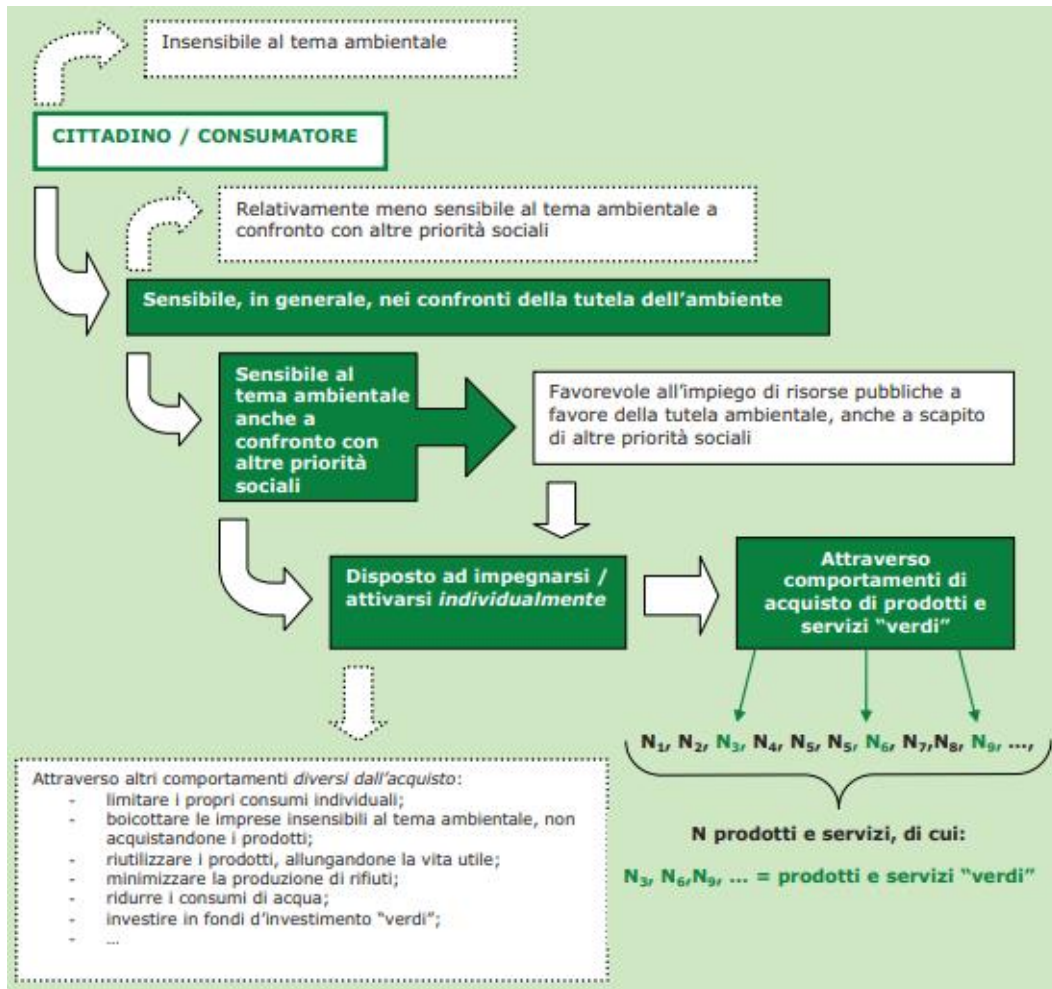 Insensibile al tema ambientale
CITTADINO / CONSUMATORE
Relativamente meno sensibile al tema ambientale a
confronto con altre priorità sociali
Sensibile, in generale, nei confronti della tutela dell’ambiente
Sensibile al
tema ambientale
anche a
confronto con
altre priorità
sociali
Favorevole all’impiego di risorse pubbliche a
favore della tutela ambientale, anche a scapito
di altre priorità sociali
Disposto ad impegnarsi /
attivarsi individualmente
Attraverso
comportamenti di
acquisto di prodotti e
servizi “verdi”
N₁, N₂, N₃, N₄, N₅, N₅, N₆, N₇,N₈, N₉, ...,
N prodotti e servizi, di cui:
N₃, N₆,N₉, ... = prodotti e servizi “verdi”
Attraverso altri comportamenti diversi dall’acquisto:
- limitare i propri consumi individuali;
- boicottare le imprese insensibili al tema ambientale, non
acquistandone i prodotti;
- riutilizzare i prodotti, allungandone la vita utile;
- minimizzare la produzione di rifiuti;
- ridurre i consumi di acqua;
- investire in fondi d’investimento “verdi”;
- ...